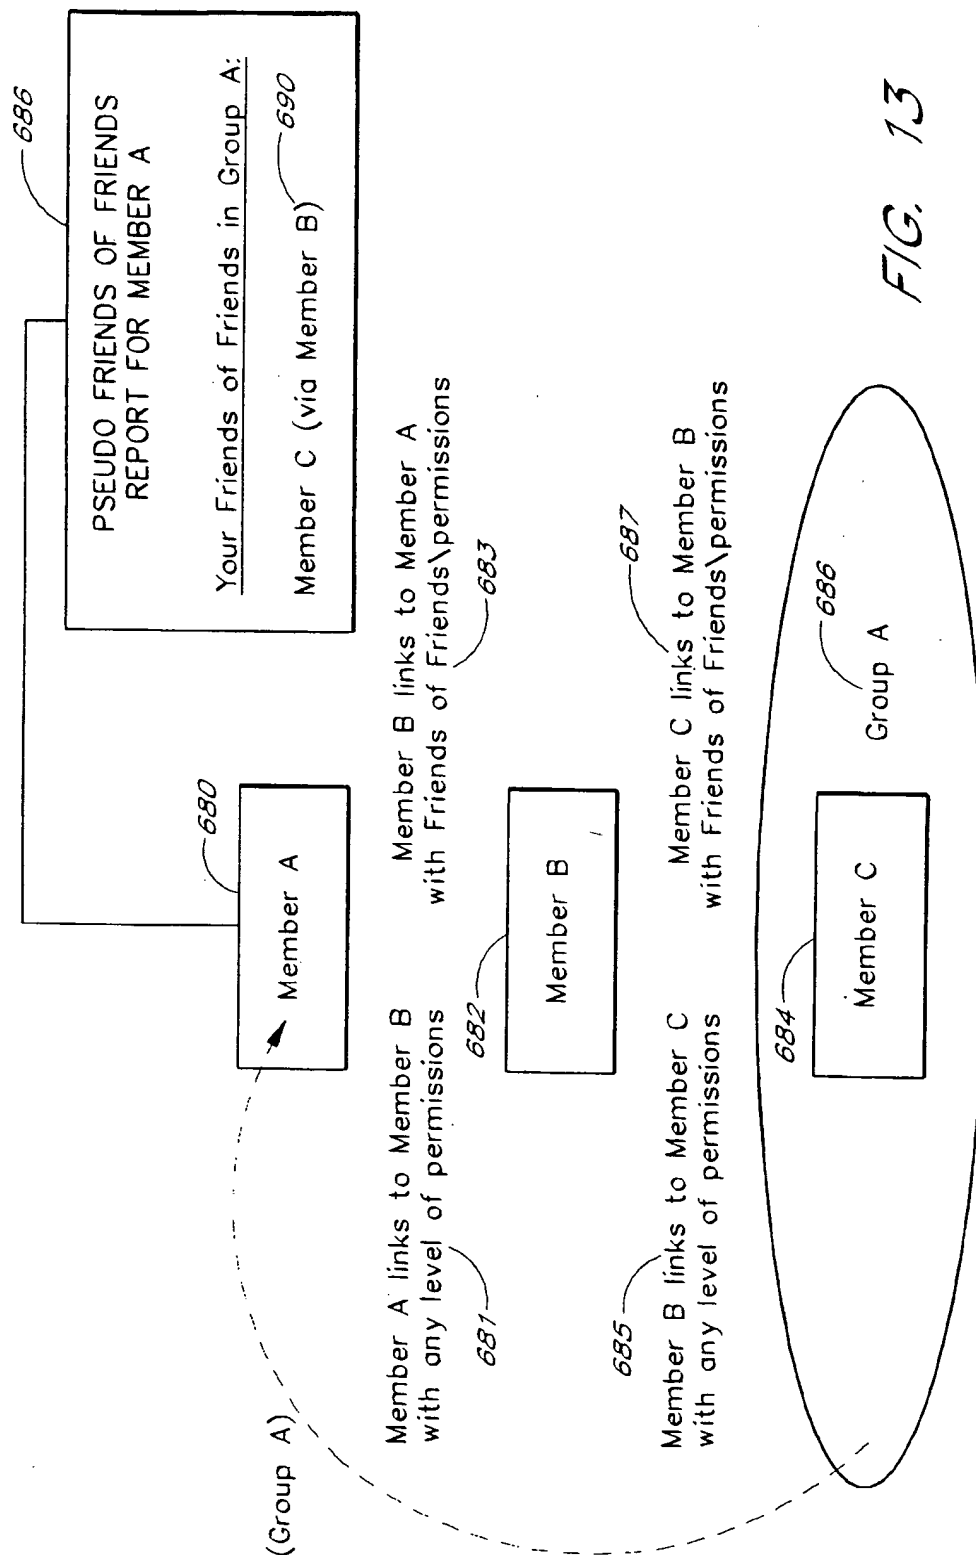 686
PSEUDO FRIENDS OF FRIENDS
REPORT FOR MEMBER A
Your Friends of Friends in Group A:
Member C (via Member B)
690
680
Member A
(Group A)
Member A links to Member B
with any level of permissions
681
Member B links to Member A
with Friends of Friends\permissions
683
682
Member B
685
Member B links to Member C
with any level of permissions
687
Member C links to Member B
with Friends of Friends\permissions
684
Member C
686
Group A
FIG. 13